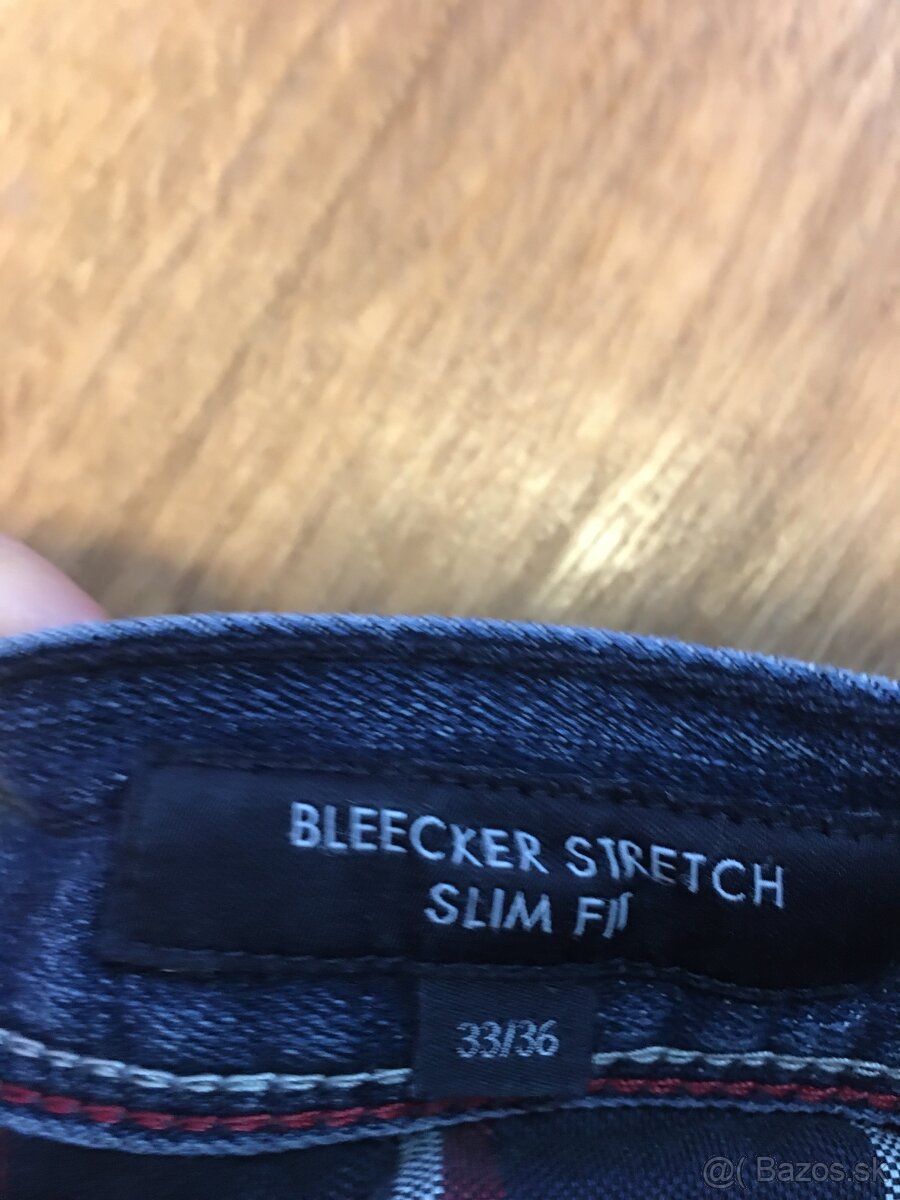 BLEECKER STRETCH
SLIM FIT
33/36
@( Bazos.sk